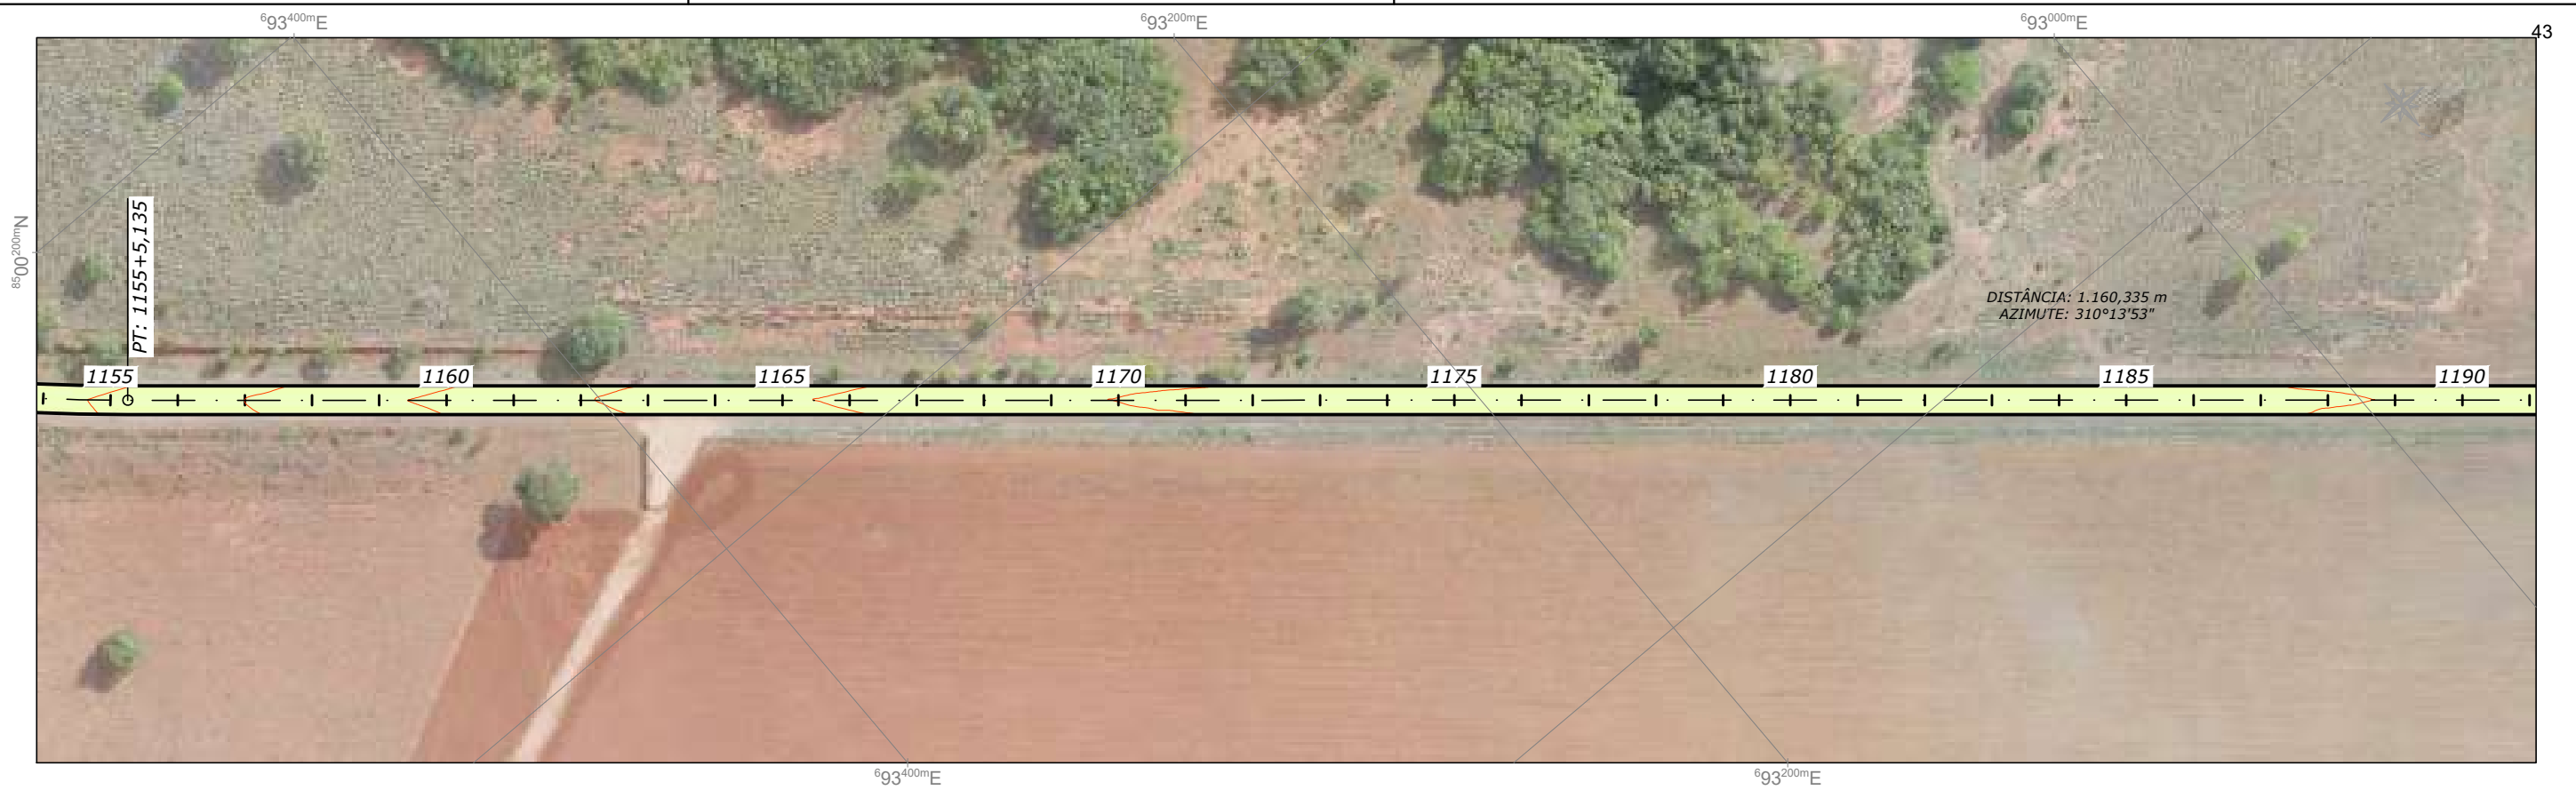 693400mE 693200mE 693000mE
43
8500200mN
PT: 1155+5,135
DISTÂNCIA: 1.160,335 m
AZIMUTE: 310°13'53"
1155 1160 1165 1170 1175 1180 1185 1190
693400mE 693200mE